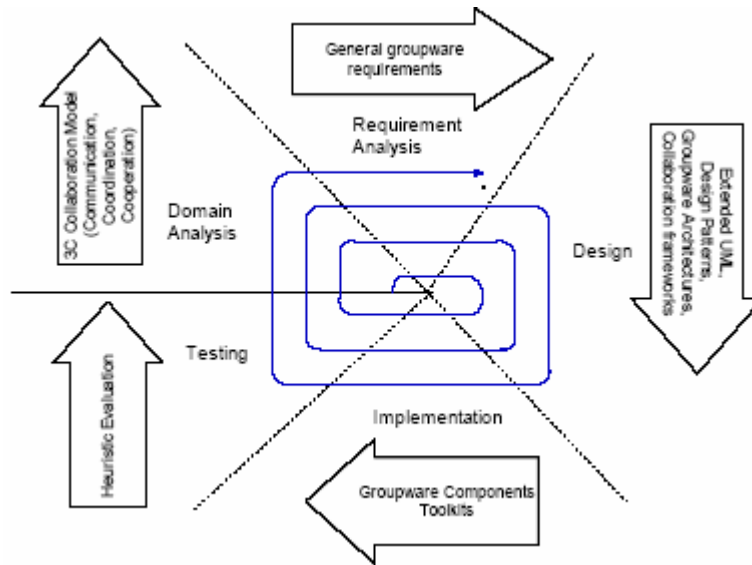 General groupware
requirements
Requirement
Analysis
3C Collaboration Model
(Communication,
Coordination,
Cooperation)
Domain
Analysis
Design
Extended UML,
Design Patterns,
Groupware Architectures,
Collaboration frameworks
Testing
Heuristic Evaluation
Implementation
Groupware Components
Toolkits